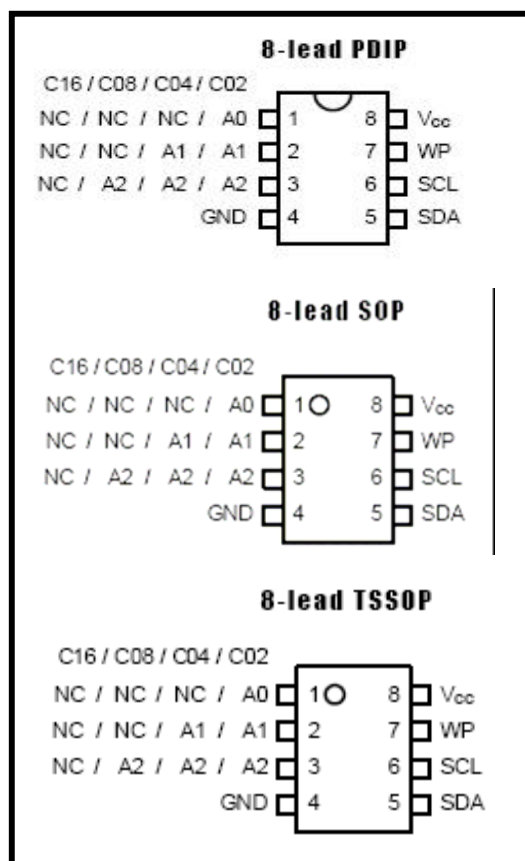 8-lead PDIP
C16 / C08 / C04 / C02
NC / NC / NC / A0 1 8 Vcc
NC / NC / A1 / A1 2 7 WP
NC / A2 / A2 / A2 3 6 SCL
GND 4 5 SDA
8-lead SOP
C16 / C08 / C04 / C02
NC / NC / NC / A0 1 8 Vcc
NC / NC / A1 / A1 2 7 WP
NC / A2 / A2 / A2 3 6 SCL
GND 4 5 SDA
8-lead TSSOP
C16 / C08 / C04 / C02
NC / NC / NC / A0 1 8 Vcc
NC / NC / A1 / A1 2 7 WP
NC / A2 / A2 / A2 3 6 SCL
GND 4 5 SDA